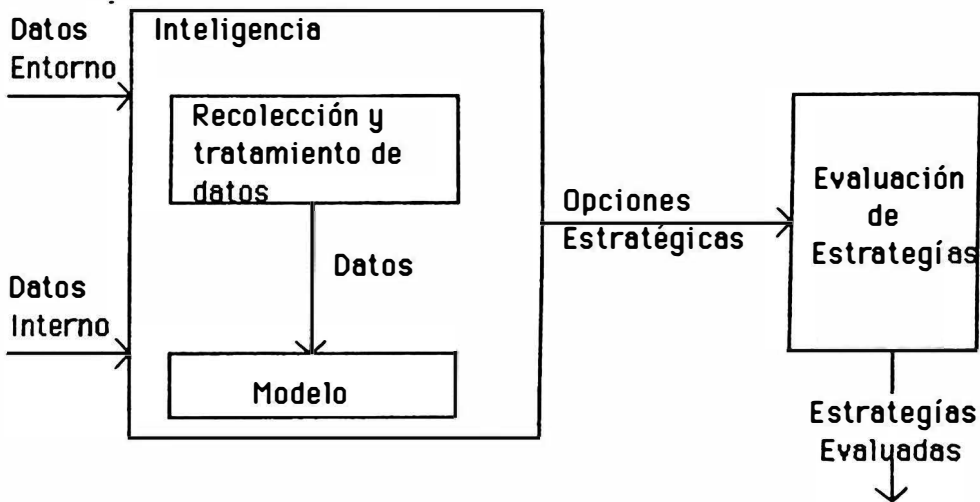 Datos
Entorno
Inteligencia
Recolección y
tratamiento de
datos
Datos
Datos
Interno
Modelo
Opciones
Estratégicas
Evaluación
de
Estrategías
Estrategías
Evaluadas